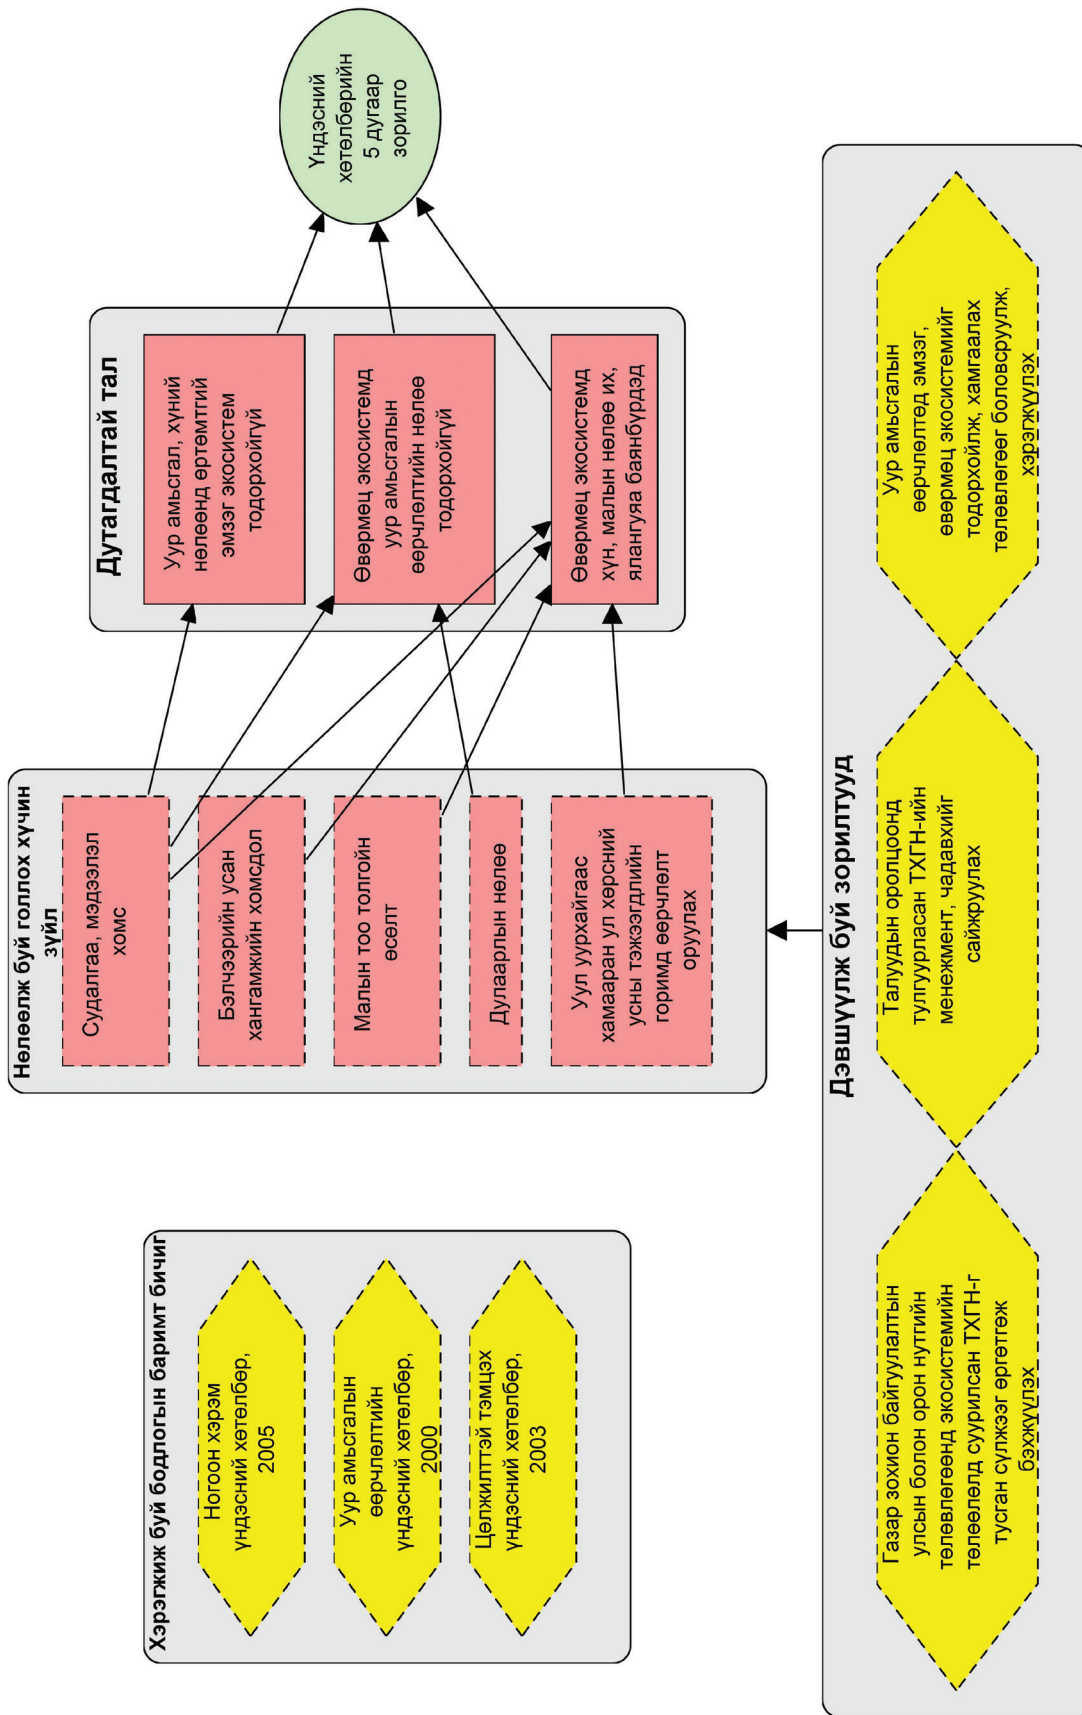 Хэрэгжиж буй бодлогын баримт бичиг
Ногоон хэрэм
үндэсний хөтөлбөр,
2005
Уур амьсгалын
өөрчлөлтийн
үндэсний хөтөлбөр,
2000
Цөлжилттэй тэмцэх
үндэсний хөтөлбөр,
2003
Нөлөөлж буй голлох хүчин
зүйл
Судалгаа, мэдээлэл
хомс
Бэлчээрийн усан
хангамжийн хомсдол
Малын тоо толгойн
өсөлт
Дулаарлын нөлөө
Уул уурхайгаас
хамааран ул хөрсний
усны тэжээгдлийн
горимд өөрчлөлт
оруулах
Дутагдалтай тал
Уур амьсгал, хүний
нөлөөнд өртөмтгий
эмзэг экосистем
тодорхойгүй
Өвөрмөц экосистемд
уур амьсгалын
өөрчлөлтийн нөлөө
тодорхойгүй
Өвөрмөц экосистемд
хүн, малын нөлөө их,
ялангуяа баянбүрдэд
Үндэсний
хөтөлбөрийн
5 дугаар
зорилго
Дэвшүүлж буй зорилтууд
Газар зохион байгуулалтын
улсын болон орон нутгийн
төлөвлөгөөнд экосистемийн
төлөөлөлд суурилсан ТХГН-г
тусган сүлжээг өргөтгөж
бэхжүүлэх
Талуудын оролцоонд
тулгуурласан ТХГН-ийн
менежмент, чадавхийг
сайжруулах
Уур амьсгалын
өөрчлөлтөд эмзэг,
өвөрмөц экосистемийг
тодорхойлж, хамгаалах
төлөвлөгөөг боловсруулж,
хэрэгжүүлэх